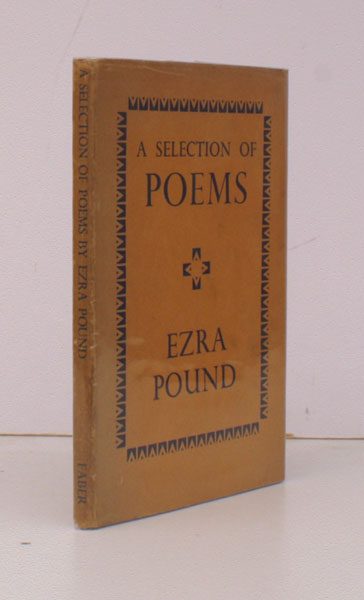 A SELECTION OF POEMS BY EZRA POUND
FABER
A SELECTION OF
POEMS
EZRA
POUND